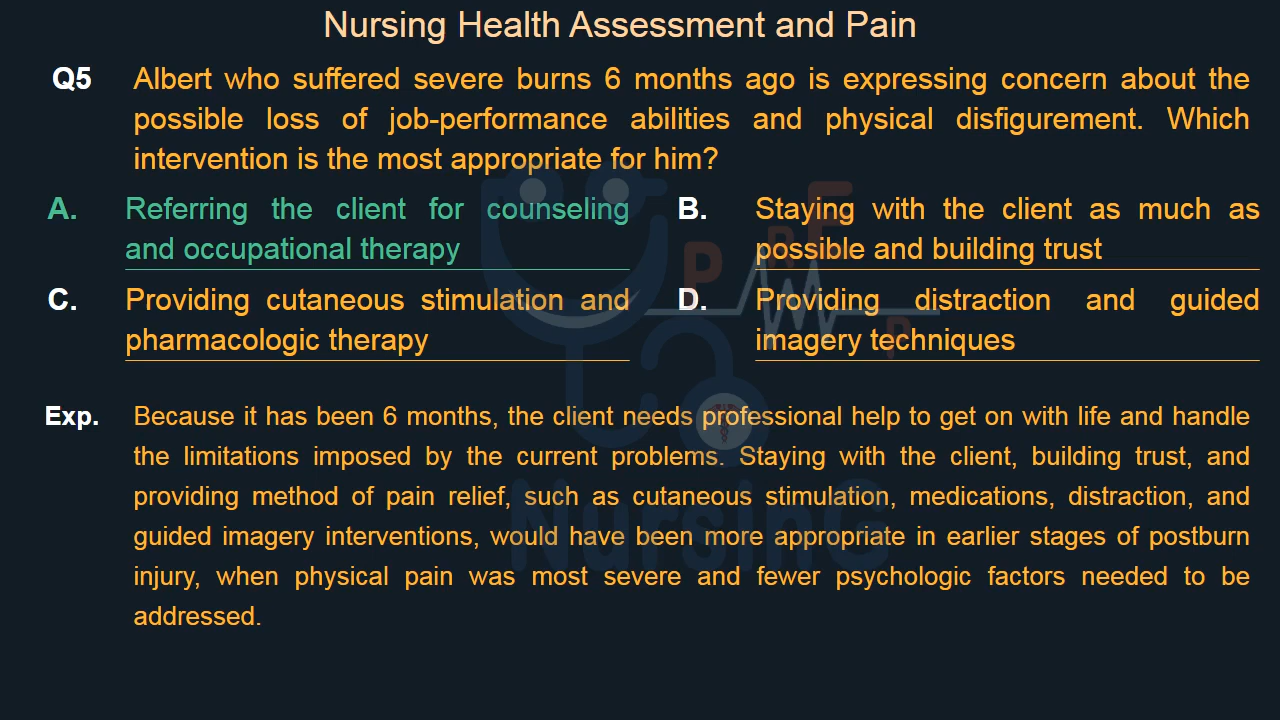 Nursing Health Assessment and Pain
Q5 Albert who suffered severe burns 6 months ago is expressing concern about the
possible loss of job-performance abilities and physical disfigurement. Which
intervention is the most appropriate for him?
A. Referring the client for counseling
and occupational therapy
B. Staying with the client as much as
possible and building trust
C. Providing cutaneous stimulation and
pharmacologic therapy
D. Providing distraction and guided
imagery techniques
Exp. Because it has been 6 months, the client needs professional help to get on with life and handle
the limitations imposed by the current problems. Staying with the client, building trust, and
providing method of pain relief, such as cutaneous stimulation, medications, distraction, and
guided imagery interventions, would have been more appropriate in earlier stages of postburn
injury, when physical pain was most severe and fewer psychologic factors needed to be
addressed.
PREP
NursinG